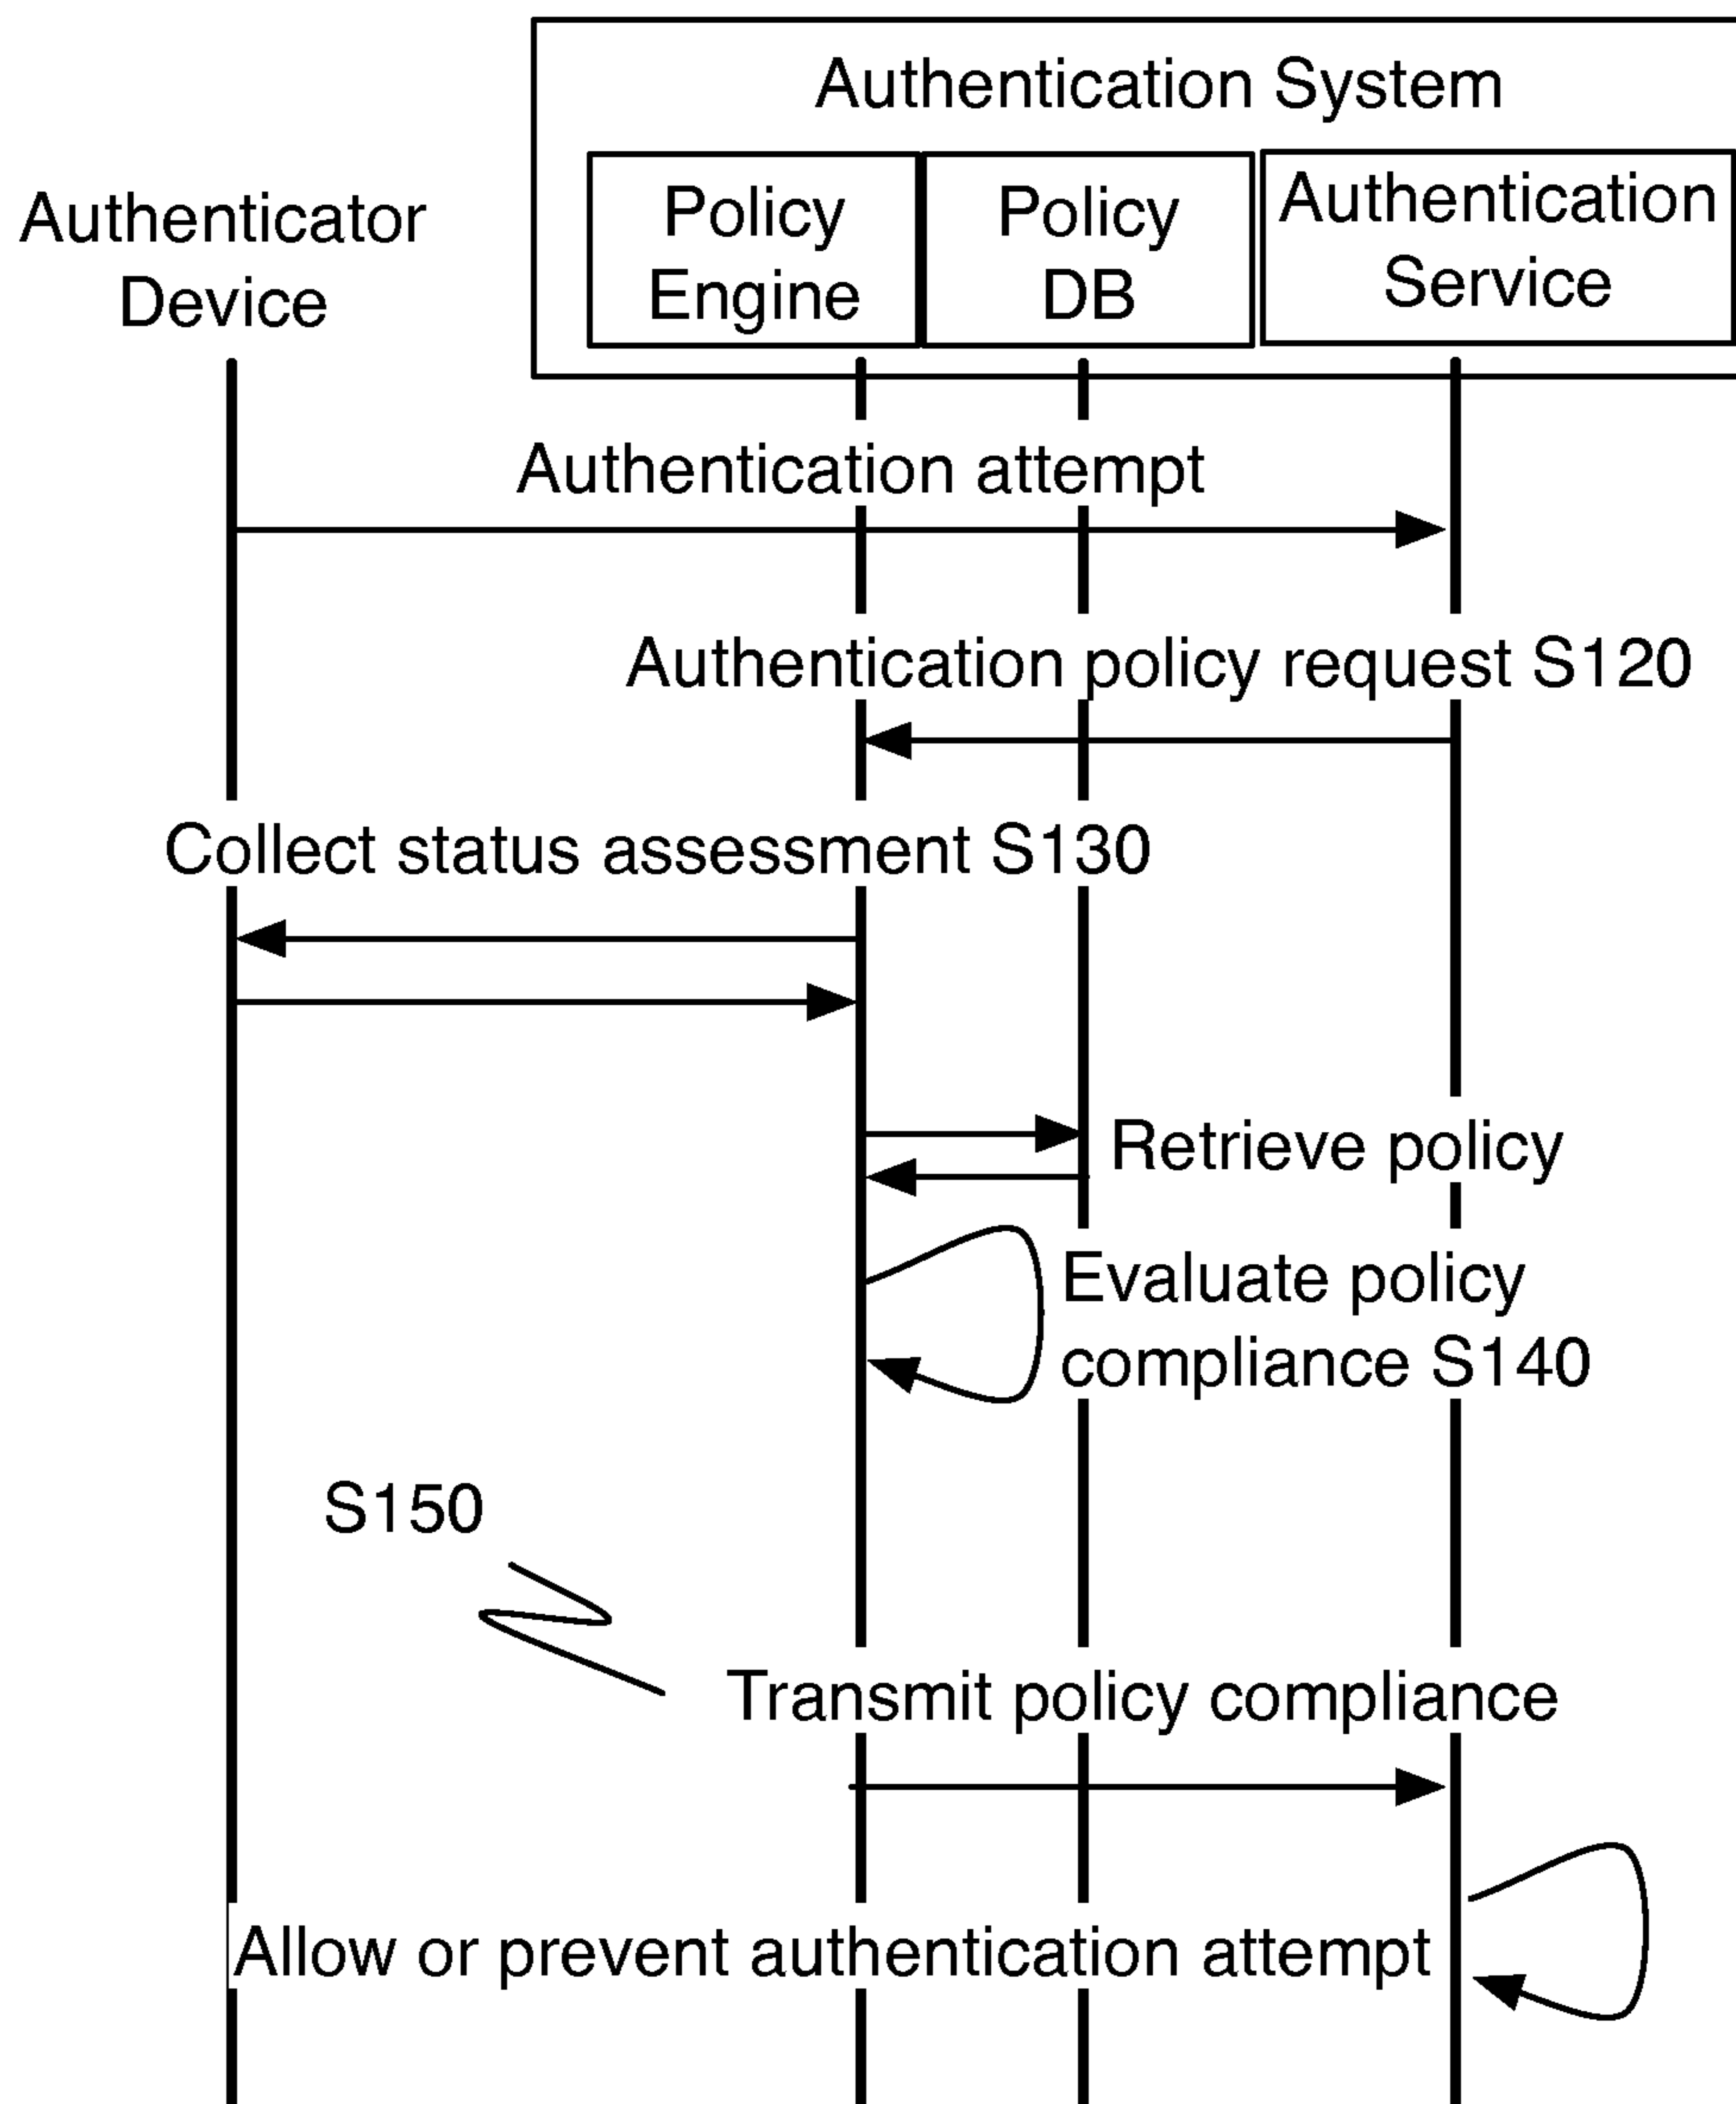 Authentication System
Authenticator
Device
Policy
Engine
Policy
DB
Authentication
Service
Authentication attempt
Authentication policy request S120
Collect status assessment S130
Retrieve policy
Evaluate policy
compliance S140
S150
Transmit policy compliance
Allow or prevent authentication attempt